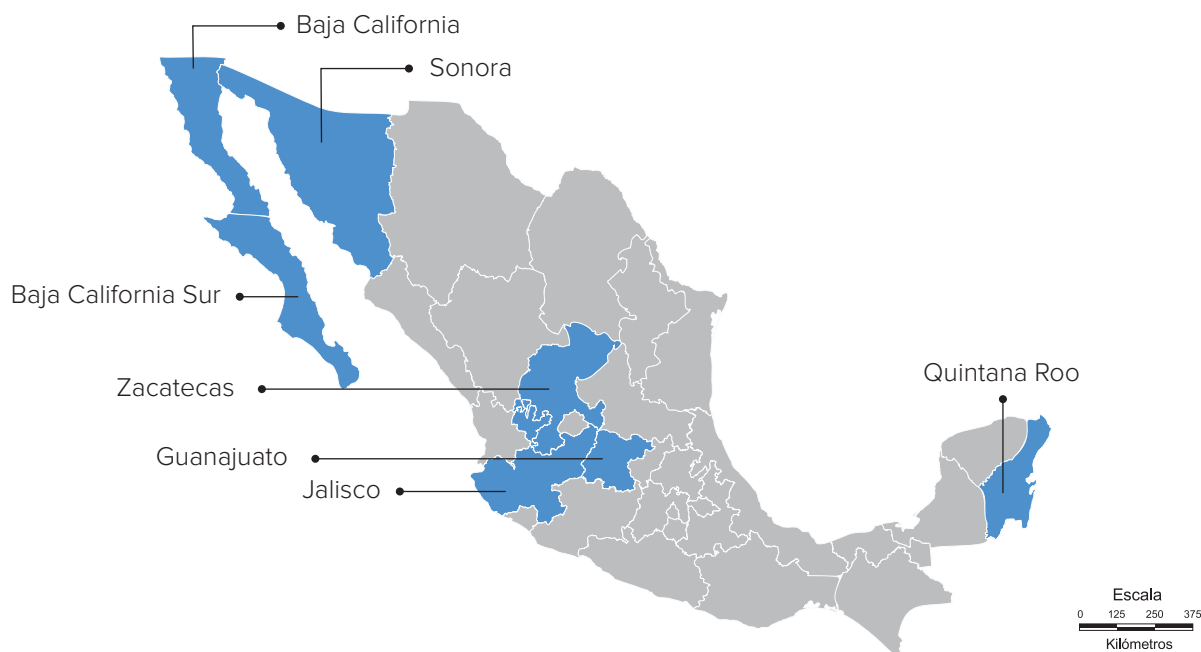 Baja California
Sonora
Baja California Sur
Zacatecas
Quintana Roo
Guanajuato
Jalisco
Escala
0 125 250 375
Kilómetros